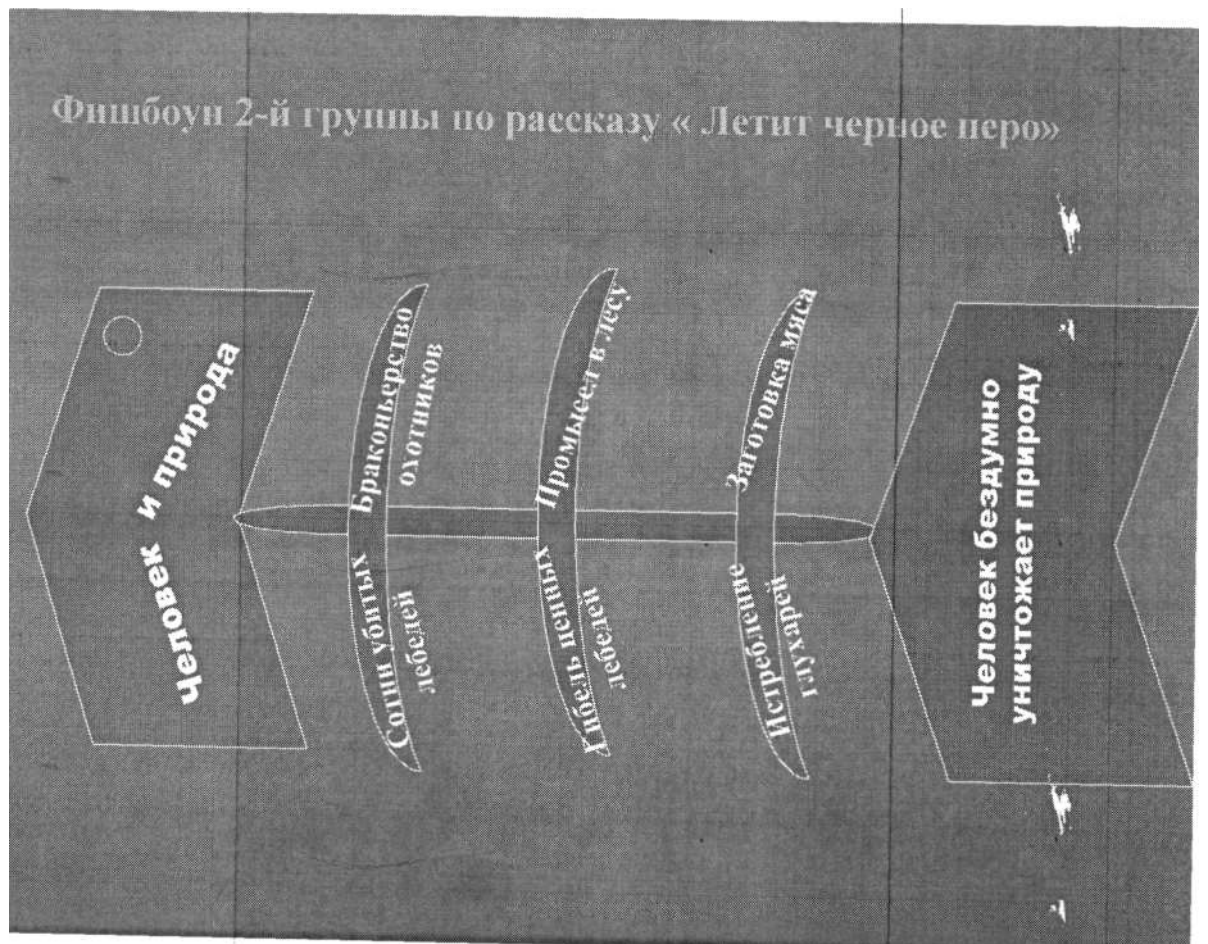 Фишбоун 2-й группы по рассказу « Летит черное перо»
Человек и природа
Браконьерство
охотников
Сотни убитых
лебедей
Промысел в лесу
Гибель ценных
лебедей
Заготовка мяса
Истребление
глухарей
Человек бездумно
уничтожает природу